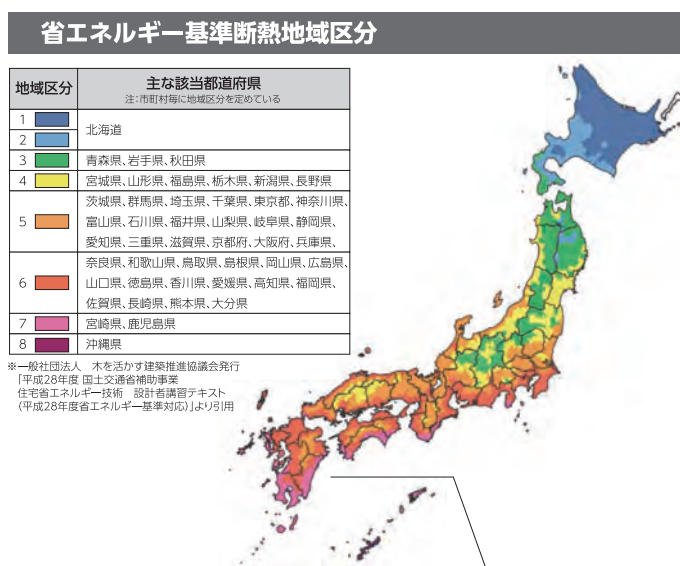 省エネルギー基準断熱地域区分
地域区分
主な該当都道府県
注:市町村毎に地域区分を定めている
1
北海道
2
3
青森県、岩手県、秋田県
4
宮城県、山形県、福島県、栃木県、新潟県、長野県
5
茨城県、群馬県、埼玉県、千葉県、東京都、神奈川県、
富山県、石川県、福井県、山梨県、岐阜県、静岡県、
愛知県、三重県、滋賀県、京都府、大阪府、兵庫県、
6
奈良県、和歌山県、鳥取県、島根県、岡山県、広島県、
山口県、徳島県、香川県、愛媛県、高知県、福岡県、
佐賀県、長崎県、熊本県、大分県
7
宮崎県、鹿児島県
8
沖縄県
※一般社団法人 木を活かす建築推進協議会発行
「平成28年度 国土交通省補助事業
住宅省エネルギー技術 設計者講習テキスト
(平成28年度省エネルギー基準対応)」より引用